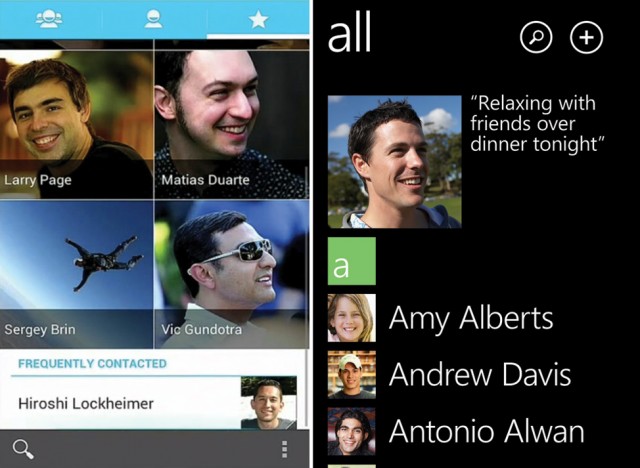 Larry Page
Matias Duarte
Sergey Brin
Vic Gundotra
FREQUENTLY CONTACTED
Hiroshi Lockheimer
all
“Relaxing with
friends over
dinner tonight”
a
Amy Alberts
Andrew Davis
Antonio Alwan